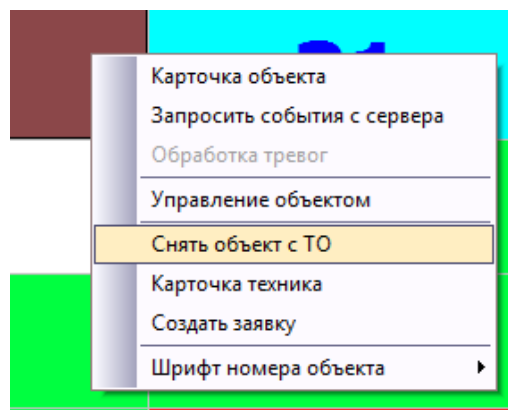 Карточка объекта
Запросить события с сервера
Обработка тревог
Управление объектом
Снять объект с ТО
Карточка техника
Создать заявку
Шрифт номера объекта